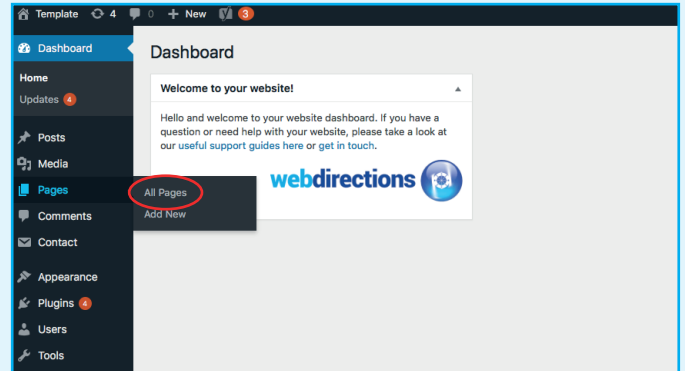 Template 4 0 + New 3
Dashboard
Home
Updates 4
Posts
Media
Pages
Comments
Contact
Appearance
Plugins 4
Users
Tools
All Pages
Add New
Dashboard
Welcome to your website!
Hello and welcome to your website dashboard. If you have a
question or need help with your website, please take a look at
our useful support guides here or get in touch.
webdirections